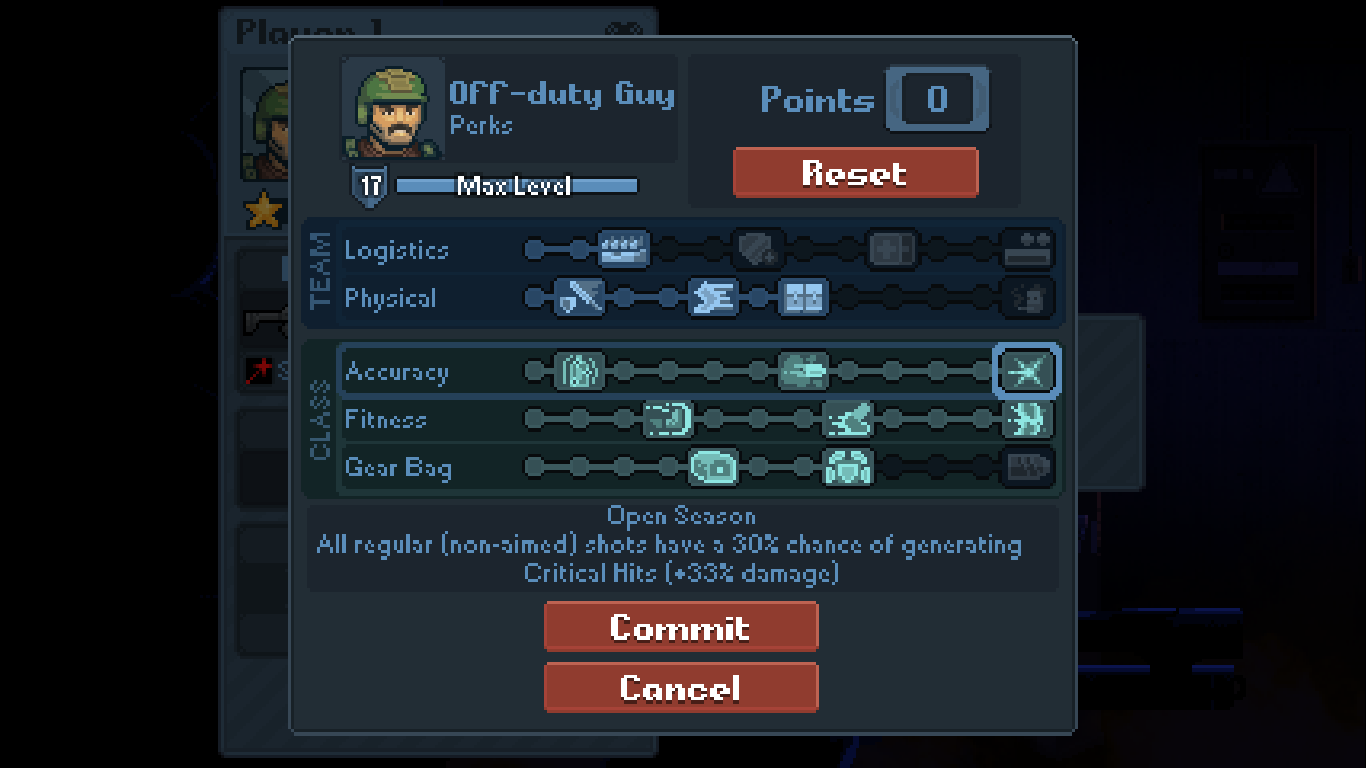 Player 1
Off-duty Guy
Perks
Points 0
17 Max Level
Reset
TEAM
Logistics
Physical
CLASS
Accuracy
Fitness
Gear Bag
Open Season
All regular (non-aimed) shots have a 30% chance of generating
Critical Hits (+33% damage)
Commit
Cancel